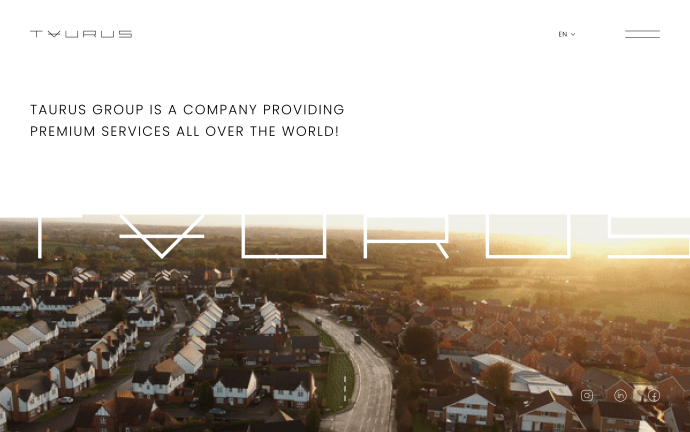 TAURUS
EN
TAURUS GROUP IS A COMPANY PROVIDING
PREMIUM SERVICES ALL OVER THE WORLD!
TAURUS